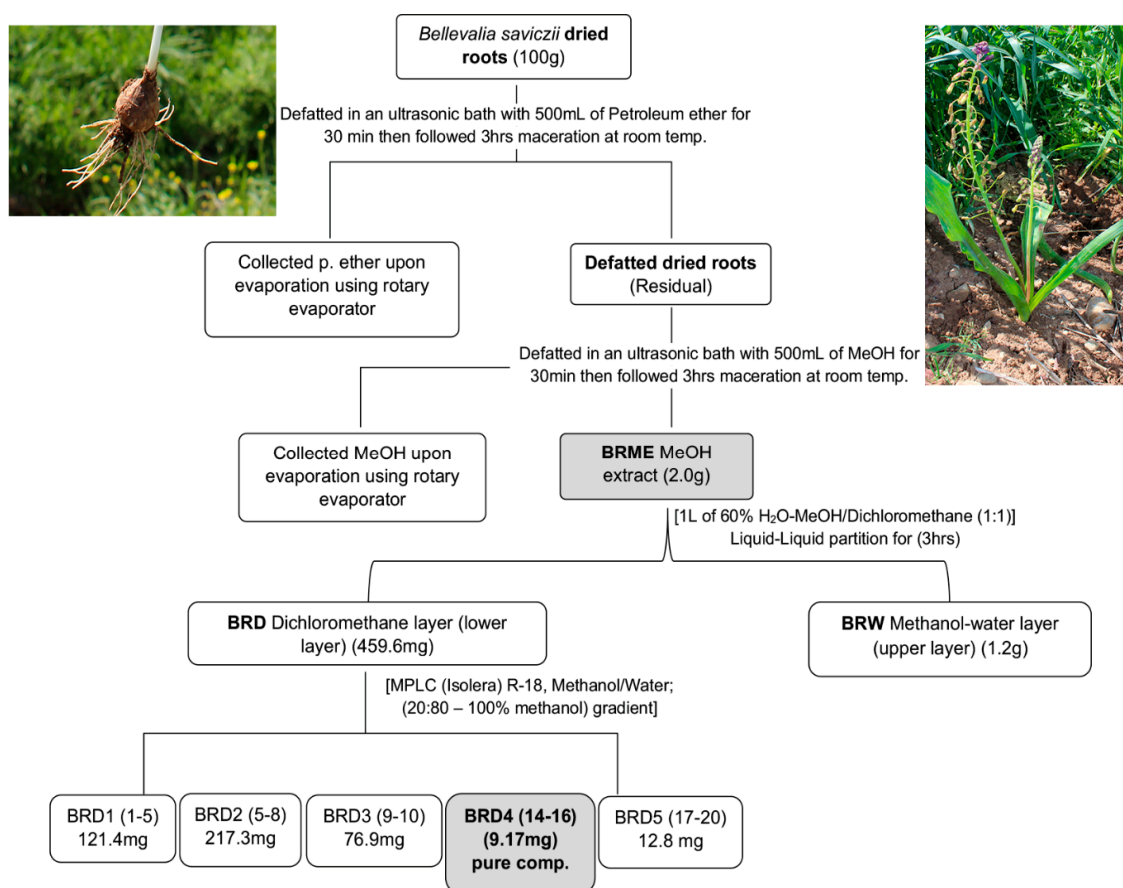 Bellevalia saviczii dried
roots (100g)
Defatted in an ultrasonic bath with 500mL of Petroleum ether for
30 min then followed 3hrs maceration at room temp.
Collected p. ether upon
evaporation using rotary
evaporator
Defatted dried roots
(Residual)
Defatted in an ultrasonic bath with 500mL of MeOH for
30min then followed 3hrs maceration at room temp.
Collected MeOH upon
evaporation using rotary
evaporator
BRME MeOH
extract (2.0g)
[1L of 60% H₂O-MeOH/Dichloromethane (1:1)]
Liquid-Liquid partition for (3hrs)
BRD Dichloromethane layer (lower
layer) (459.6mg)
BRW Methanol-water layer
(upper layer) (1.2g)
[MPLC (Isolera) R-18, Methanol/Water;
(20:80 – 100% methanol) gradient]
BRD1 (1-5)
121.4mg
BRD2 (5-8)
217.3mg
BRD3 (9-10)
76.9mg
BRD4 (14-16)
(9.17mg)
pure comp.
BRD5 (17-20)
12.8 mg